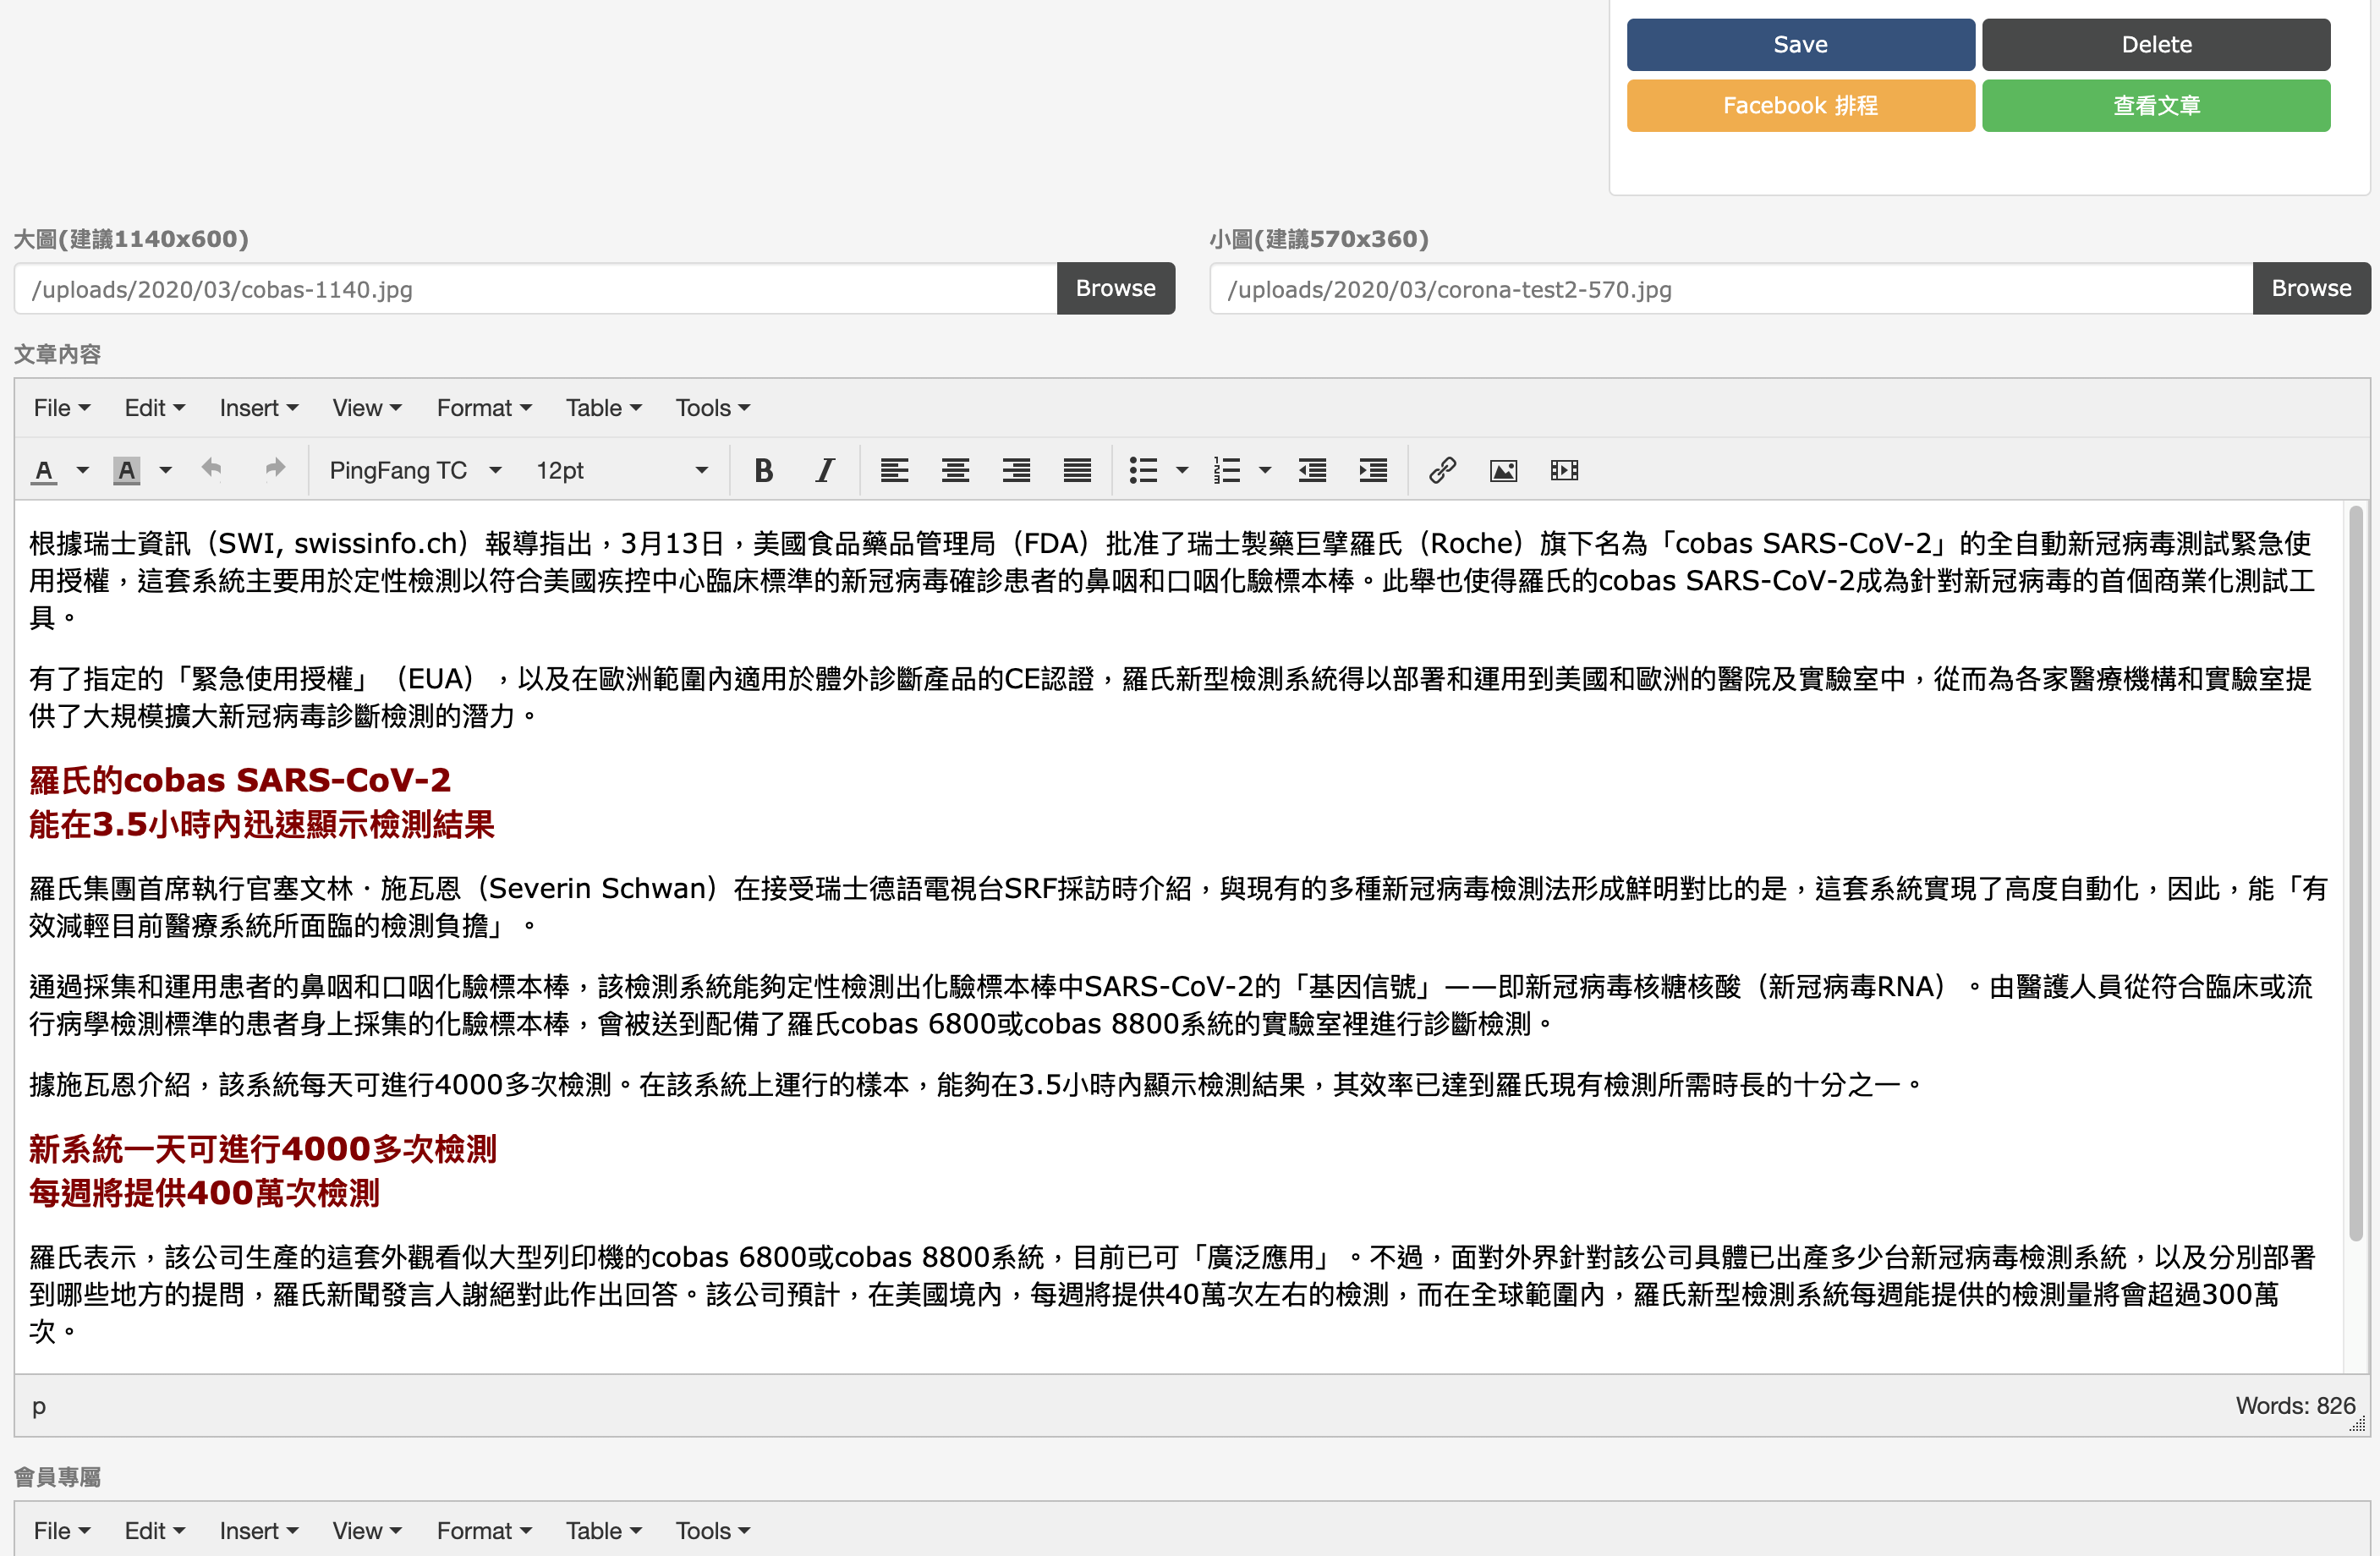 Save
Delete
Facebook 排程
查看文章
大圖(建議1140x600)
小圖(建議570x360)
/uploads/2020/03/cobas-1140.jpg
Browse
/uploads/2020/03/corona-test2-570.jpg
Browse
文章內容
File Edit Insert View Format Table Tools
A A PingFang TC 12pt B I
根據瑞士資訊（SWI, swissinfo.ch）報導指出，3月13日，美國食品藥品管理局（FDA）批准了瑞士製藥巨擘羅氏（Roche）旗下名為「cobas SARS-CoV-2」的全自動新冠病毒測試緊急使
用授權，這套系統主要用於定性檢測以符合美國疾控中心臨床標準的新冠病毒確診患者的鼻咽和口咽化驗標本棒。此舉也使得羅氏的cobas SARS-CoV-2成為針對新冠病毒的首個商業化測試工
具。
有了指定的「緊急使用授權」（EUA），以及在歐洲範圍內適用於體外診斷產品的CE認證，羅氏新型檢測系統得以部署和運用到美國和歐洲的醫院及實驗室中，從而為各家醫療機構和實驗室提
供了大規模擴大新冠病毒診斷檢測的潛力。
羅氏的cobas SARS-CoV-2
能在3.5小時內迅速顯示檢測結果
羅氏集團首席執行官塞文林．施瓦恩（Severin Schwan）在接受瑞士德語電視台SRF採訪時介紹，與現有的多種新冠病毒檢測法形成鮮明對比的是，這套系統實現了高度自動化，因此，能「有
效減輕目前醫療系統所面臨的檢測負擔」。
通過採集和運用患者的鼻咽和口咽化驗標本棒，該檢測系統能夠定性檢測出化驗標本棒中SARS-CoV-2的「基因信號」——即新冠病毒核糖核酸（新冠病毒RNA）。由醫護人員從符合臨床或流
行病學檢測標準的患者身上採集的化驗標本棒，會被送到配備了羅氏cobas 6800或cobas 8800系統的實驗室裡進行診斷檢測。
據施瓦恩介紹，該系統每天可進行4000多次檢測。在該系統上運行的樣本，能夠在3.5小時內顯示檢測結果，其效率已達到羅氏現有檢測所需時長的十分之一。
新系統一天可進行4000多次檢測
每週將提供400萬次檢測
羅氏表示，該公司生產的這套外觀看似大型列印機的cobas 6800或cobas 8800系統，目前已可「廣泛應用」。不過，面對外界針對該公司具體已出產多少台新冠病毒檢測系統，以及分別部署
到哪些地方的提問，羅氏新聞發言人謝絕對此作出回答。該公司預計，在美國境內，每週將提供40萬次左右的檢測，而在全球範圍內，羅氏新型檢測系統每週能提供的檢測量將會超過300萬
次。
p
Words: 826
會員專屬
File Edit Insert View Format Table Tools